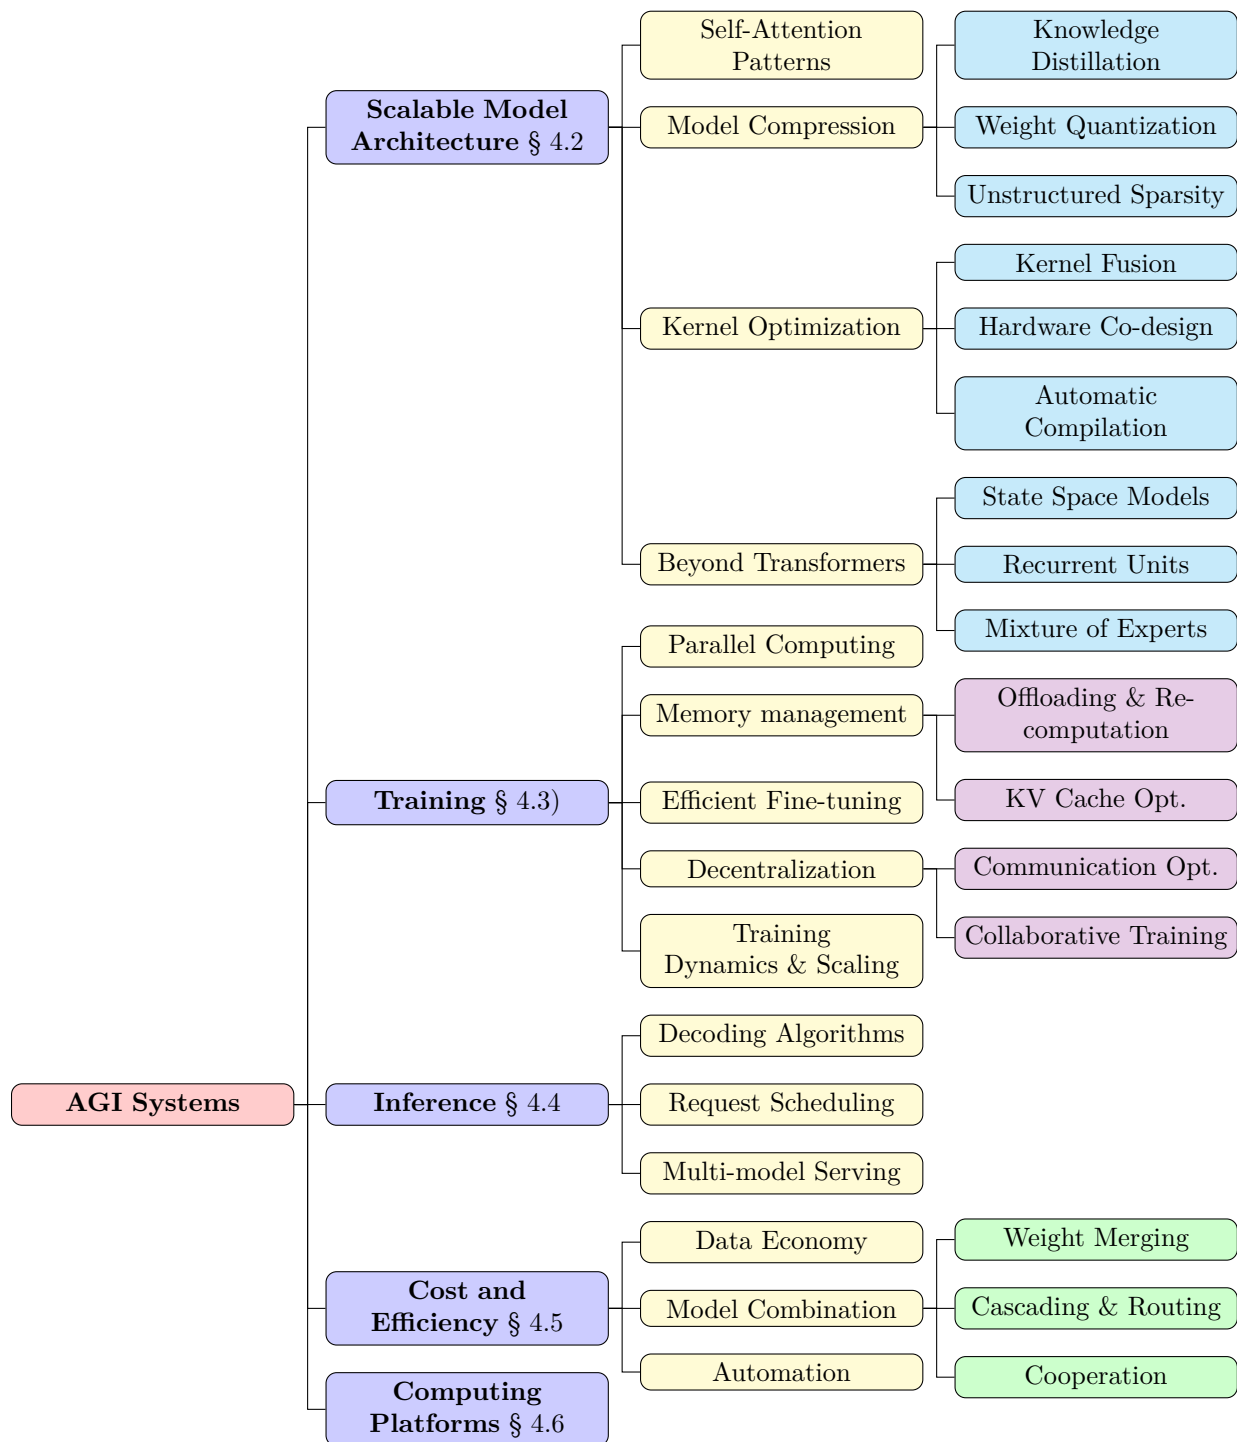 AGI Systems
Scalable Model
Architecture § 4.2
Self-Attention
Patterns
Model Compression
Knowledge
Distillation
Weight Quantization
Unstructured Sparsity
Kernel Optimization
Kernel Fusion
Hardware Co-design
Automatic
Compilation
Beyond Transformers
State Space Models
Recurrent Units
Mixture of Experts
Training § 4.3)
Parallel Computing
Memory management
Offloading & Re-
computation
KV Cache Opt.
Efficient Fine-tuning
Decentralization
Communication Opt.
Collaborative Training
Training
Dynamics & Scaling
Inference § 4.4
Decoding Algorithms
Request Scheduling
Multi-model Serving
Cost and
Efficiency § 4.5
Data Economy
Model Combination
Weight Merging
Cascading & Routing
Cooperation
Automation
Computing
Platforms § 4.6